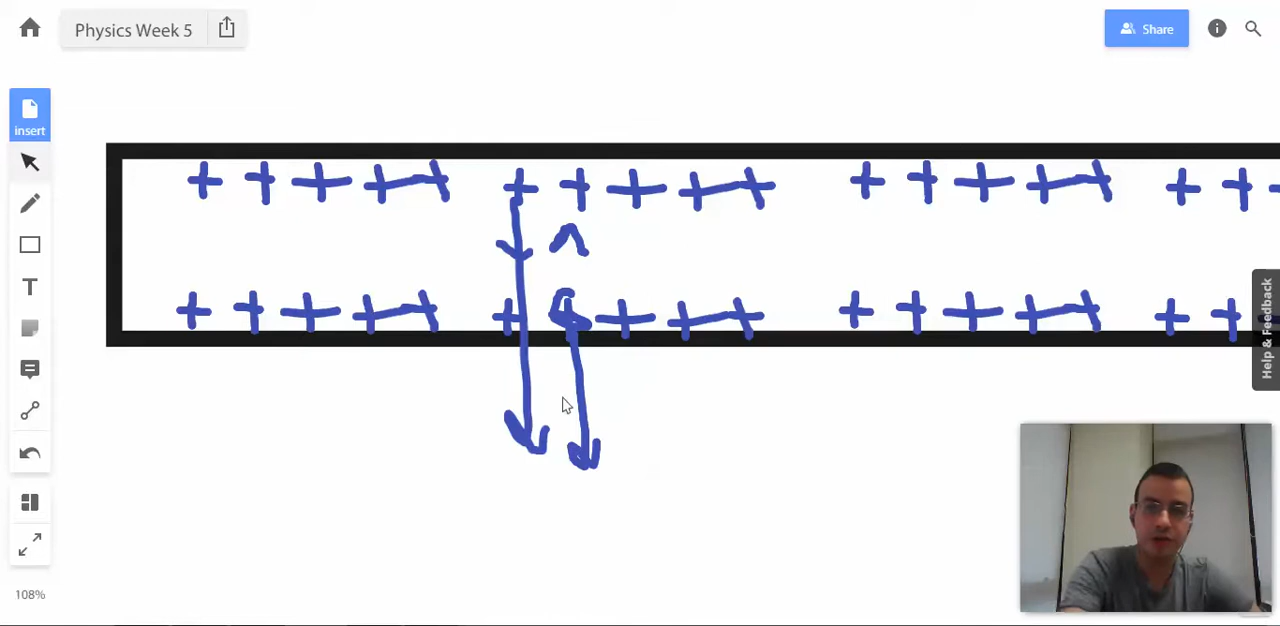 Physics Week 5
Share
insert
+ + + + + + + + + + + + + + + + +
+ + + + + + + + + + + + + + + + +
Help & Feedback
108%